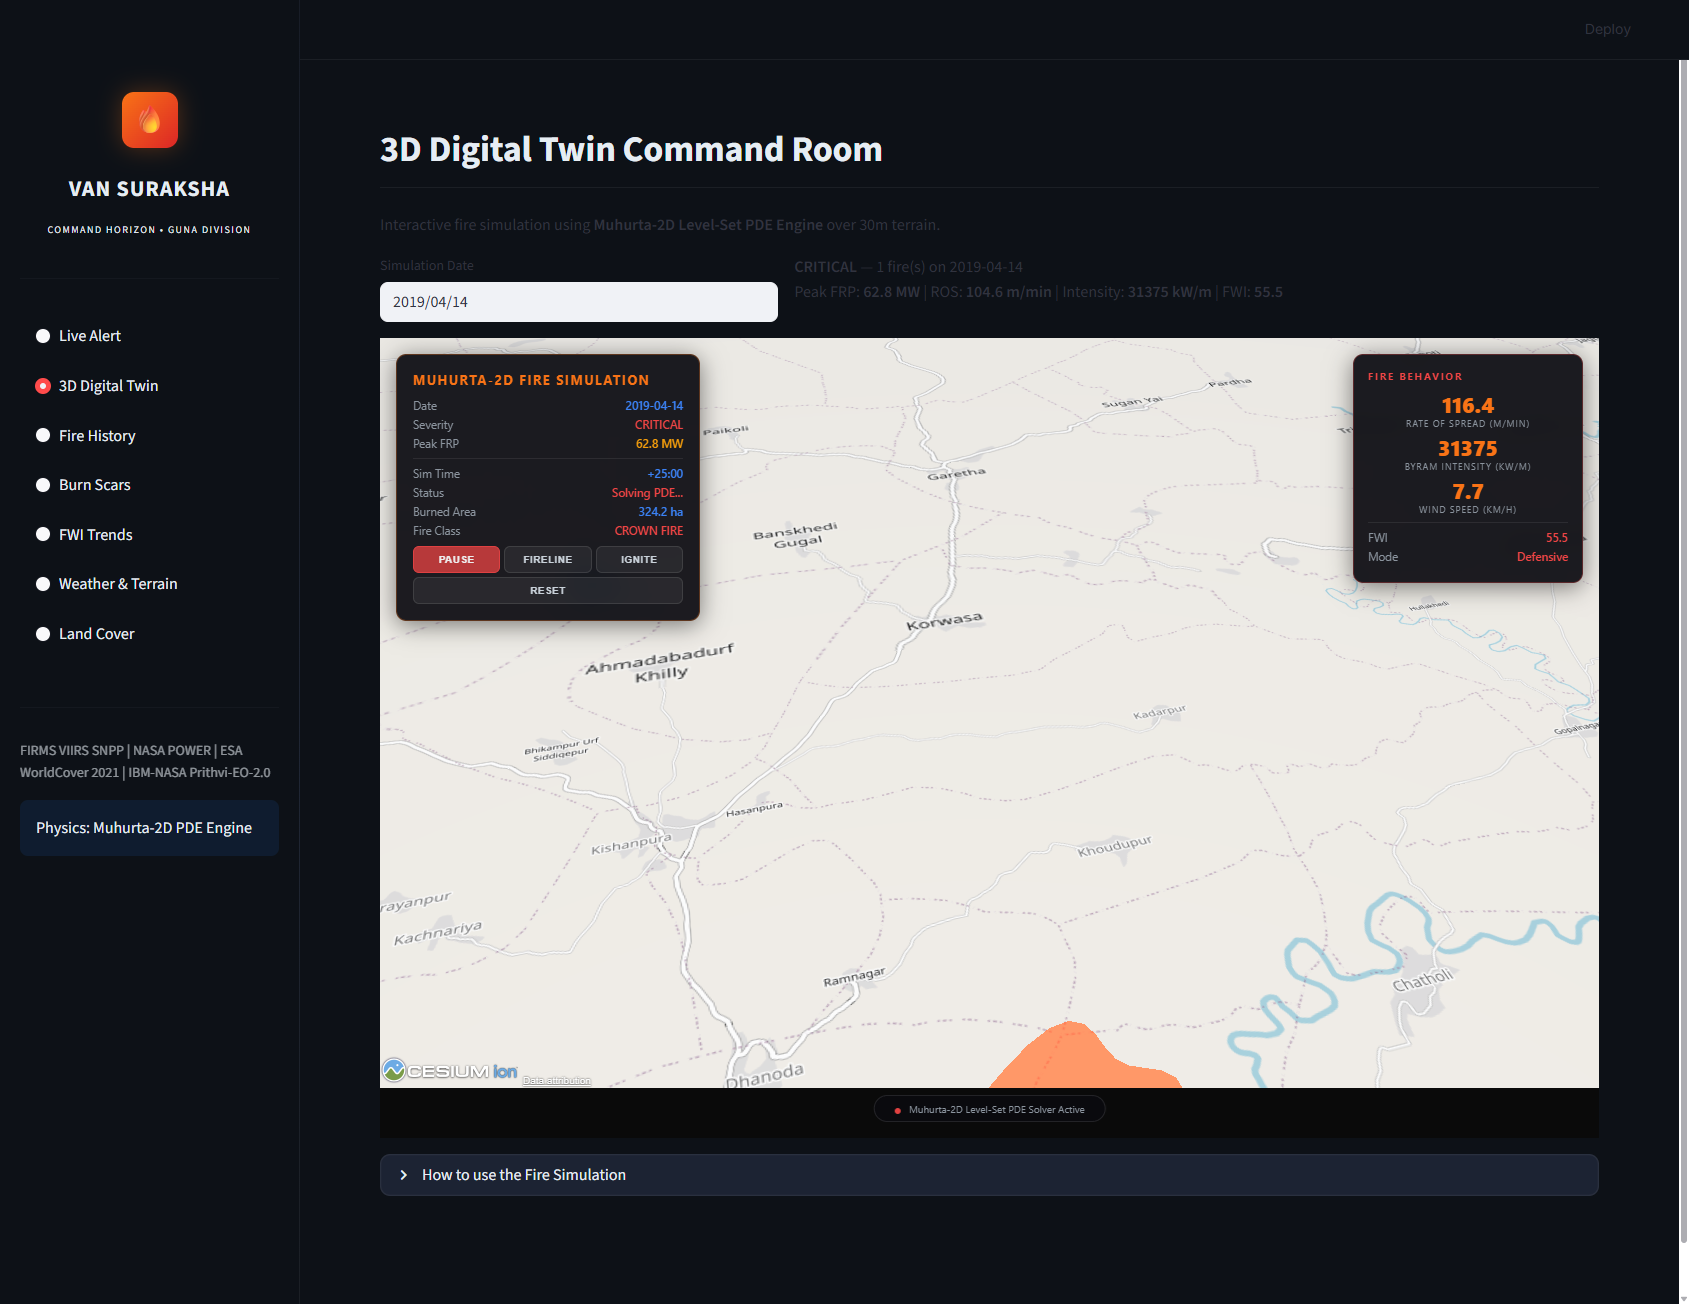 Deploy
VAN SURAKSHA
COMMAND HORIZON • GUNA DIVISION
Live Alert
3D Digital Twin
Fire History
Burn Scars
FWI Trends
Weather & Terrain
Land Cover
FIRMS VIIRS SNPP | NASA POWER | ESA
WorldCover 2021 | IBM-NASA Prithvi-EO-2.0
Physics: Muhurta-2D PDE Engine
3D Digital Twin Command Room
Interactive fire simulation using Muhurta-2D Level-Set PDE Engine over 30m terrain.
Simulation Date
2019/04/14
CRITICAL — 1 fire(s) on 2019-04-14
Peak FRP: 62.8 MW | ROS: 104.6 m/min | Intensity: 31375 kW/m | FWI: 55.5
MUHURTA-2D FIRE SIMULATION
Date 2019-04-14
Severity CRITICAL
Peak FRP 62.8 MW
Sim Time +25:00
Status Solving PDE...
Burned Area 324.2 ha
Fire Class CROWN FIRE
PAUSE FIRELINE IGNITE
RESET
FIRE BEHAVIOR
116.4
RATE OF SPREAD (M/MIN)
31375
BYRAM INTENSITY (KW/M)
7.7
WIND SPEED (KM/H)
FWI 55.5
Mode Defensive
Pardha
Sugan Yai
Paikoli
Garetha
Banskhedi
Gugal
Hullakhedi
Korwasa
Ahmadabadurf
Khilly
Kadarpur
Gopalnaga
Bhikampur Urf
Siddiqepur
Hasanpura
Kishanpura
Khoudupur
rayanpur
Kachnariya
Ramnagar
Chatholi
Dhanoda
CESIUM ion
Data attribution
Muhurta-2D Level-Set PDE Solver Active
How to use the Fire Simulation